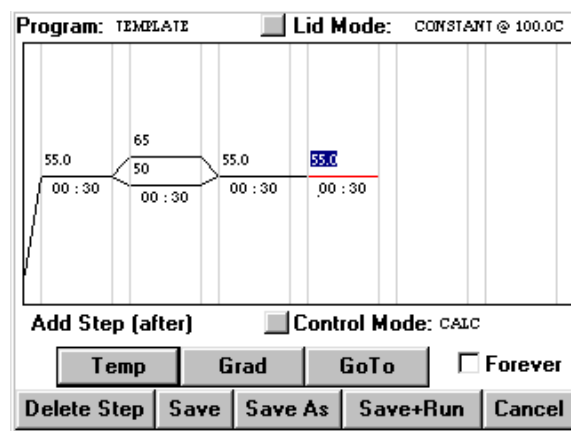 Program: TEMPLATE Lid Mode: CONSTANT @ 100.0C
65
55.0 50 55.0 55.0
00 : 30 00 : 30 00 : 30 00 : 30
Add Step (after) Control Mode: CALC
Temp Grad GoTo Forever
Delete Step Save Save As Save+Run Cancel